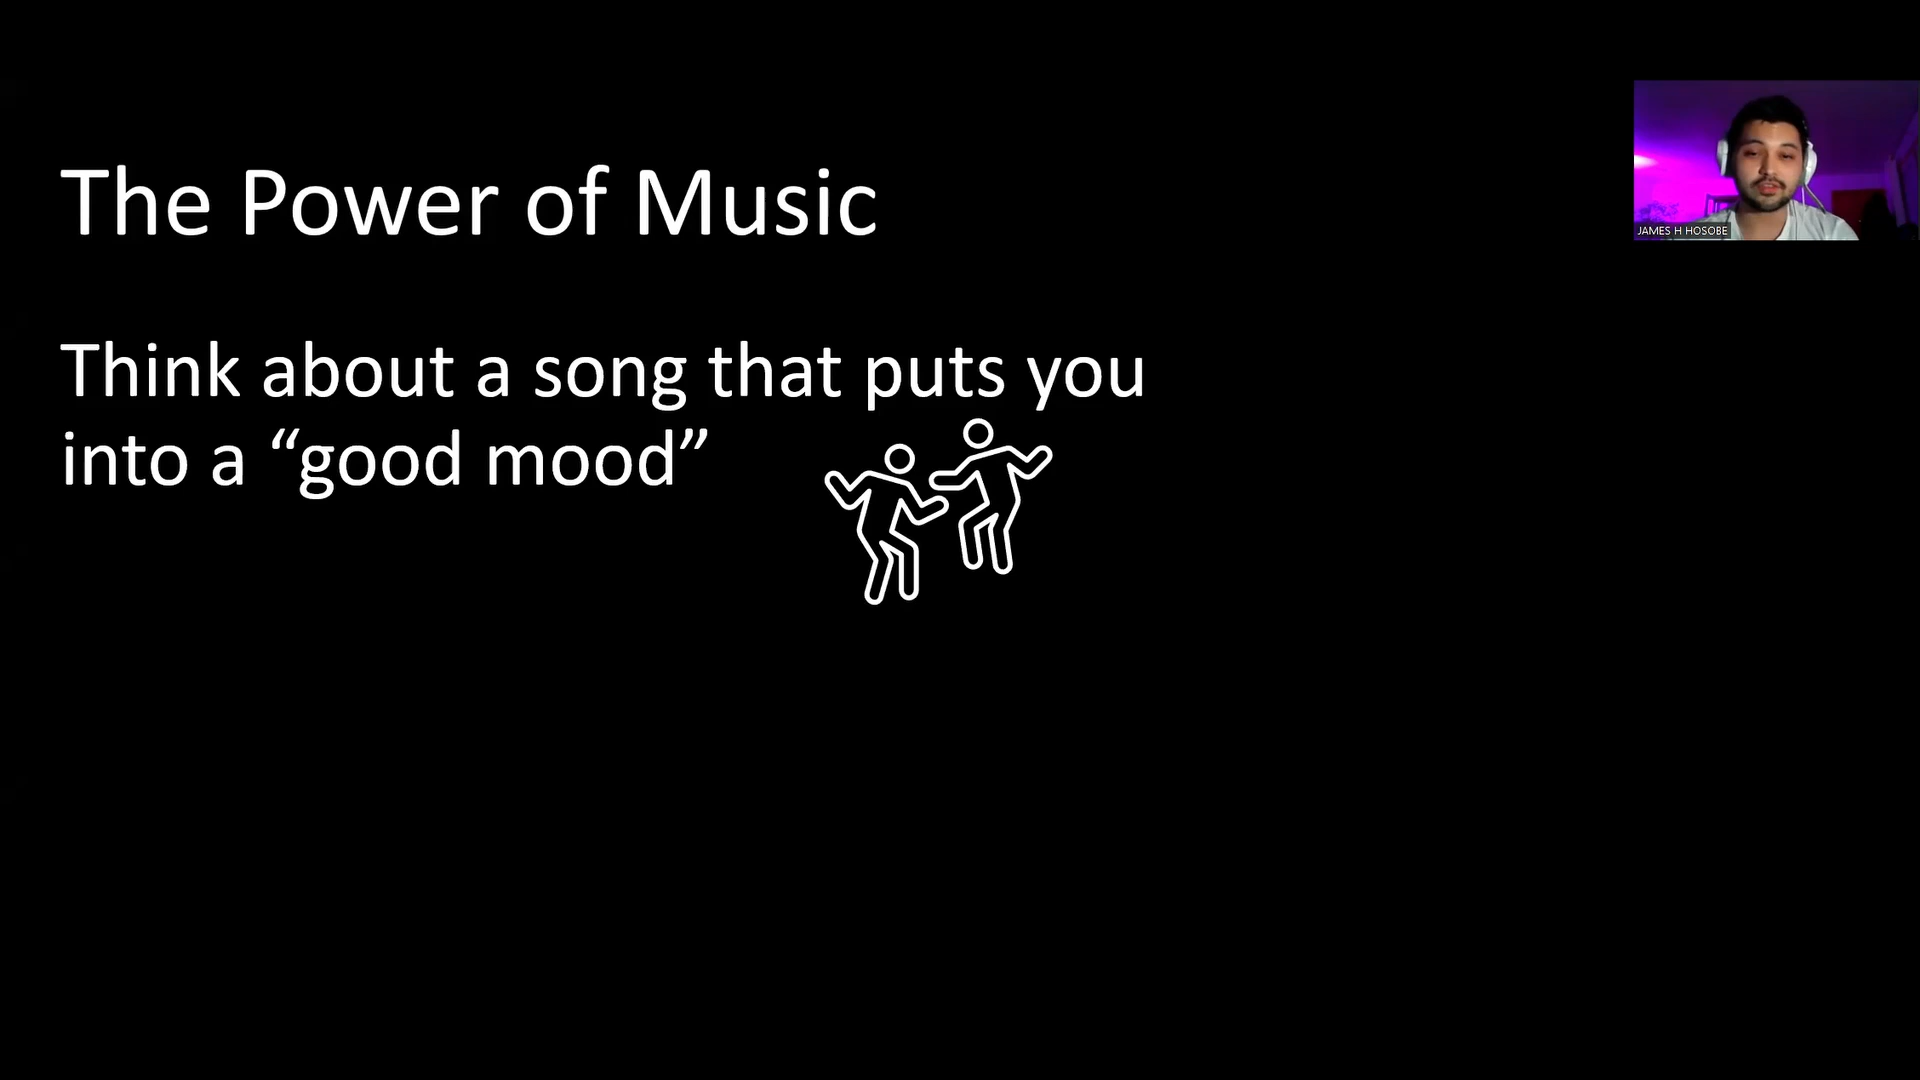 The Power of Music
Think about a song that puts you
into a “good mood”
JAMES H HOSOBE